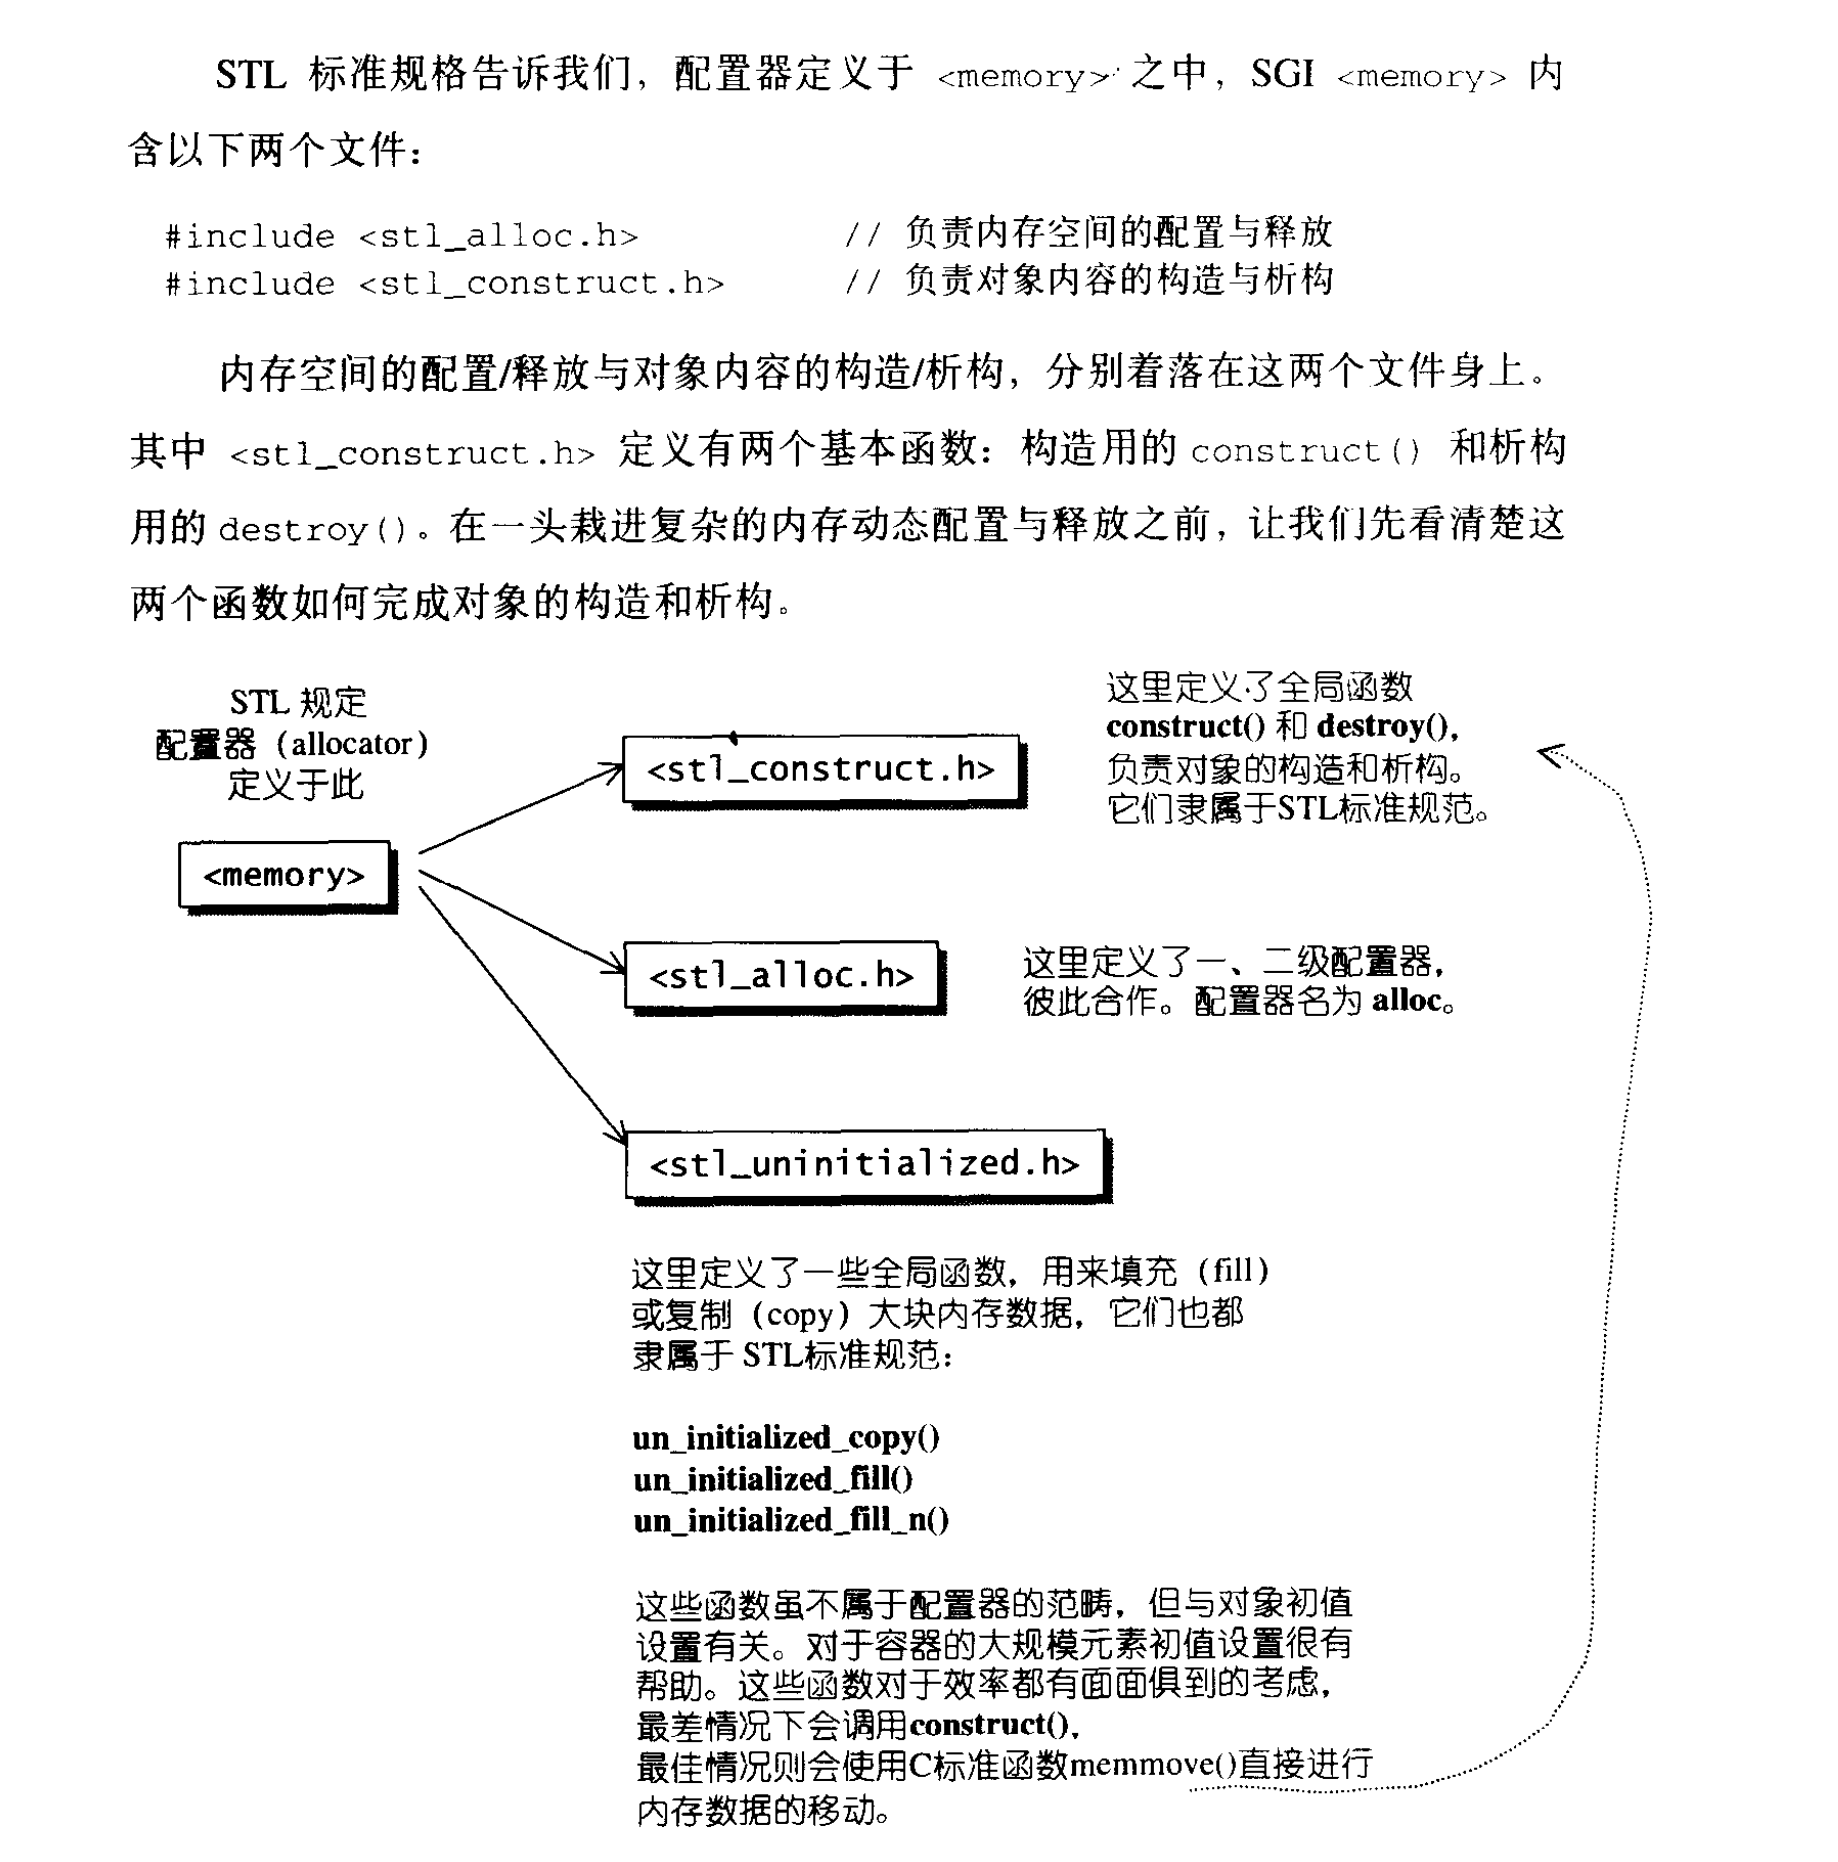 STL 标准规格告诉我们，配置器定义于 <memory> 之中，SGI <memory> 内
含以下两个文件：
#include <stl_alloc.h> // 负责内存空间的配置与释放
#include <stl_construct.h> // 负责对象内容的构造与析构
内存空间的配置/释放与对象内容的构造/析构，分别着落在这两个文件身上。
其中 <stl_construct.h> 定义有两个基本函数：构造用的 construct() 和析构
用的 destroy()。在一头栽进复杂的内存动态配置与释放之前，让我们先看清楚这
两个函数如何完成对象的构造和析构。
STL 规定
配置器（allocator）
定义于此
<memory>
<stl_construct.h>
这里定义了全局函数
construct() 和 destroy()，
负责对象的构造和析构。
它们隶属于STL标准规范。
<stl_alloc.h>
这里定义了一、二级配置器，
彼此合作。配置器名为 alloc。
<stl_uninitialized.h>
这里定义了一些全局函数，用来填充（fill）
或复制（copy）大块内存数据，它们也都
隶属于 STL标准规范：
un_initialized_copy()
un_initialized_fill()
un_initialized_fill_n()
这些函数虽不属于配置器的范畴，但与对象初值
设置有关。对于容器的大规模元素初值设置很有
帮助。这些函数对于效率都有面面俱到的考虑，
最差情况下会调用construct()，
最佳情况则会使用C标准函数memmove()直接进行
内存数据的移动。